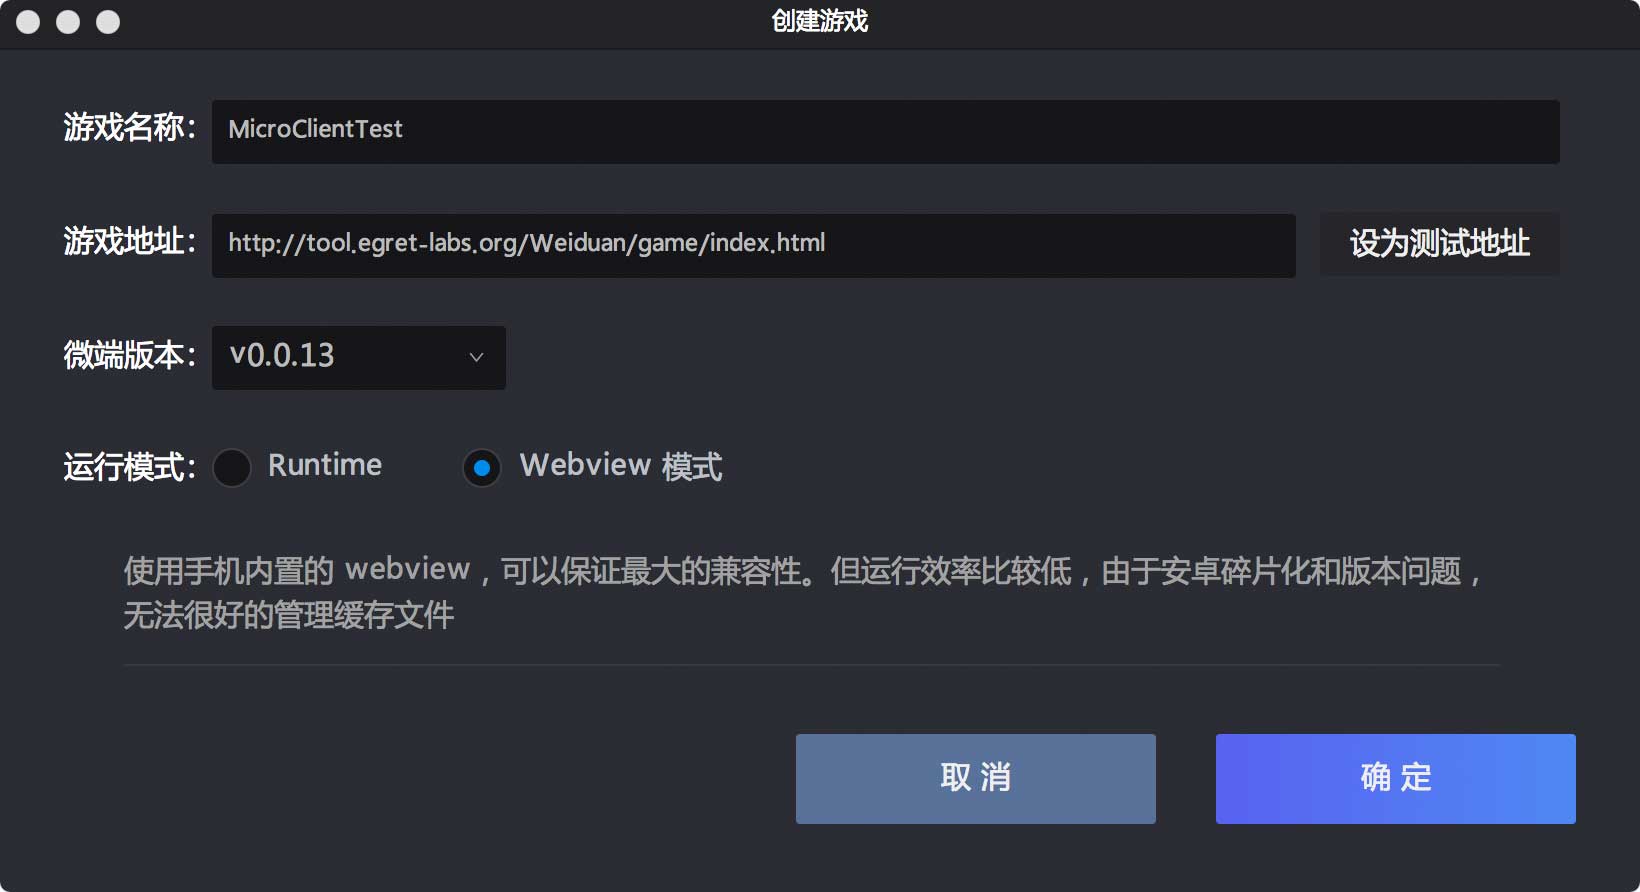 创建游戏
游戏名称：MicroClientTest
游戏地址：http://tool.egret-labs.org/Weiduan/game/index.html 设为测试地址
微端版本：v0.0.13
运行模式：Runtime Webview 模式
使用手机内置的 webview，可以保证最大的兼容性。但运行效率比较低，由于安卓碎片化和版本问题，
无法很好的管理缓存文件
取 消 确 定